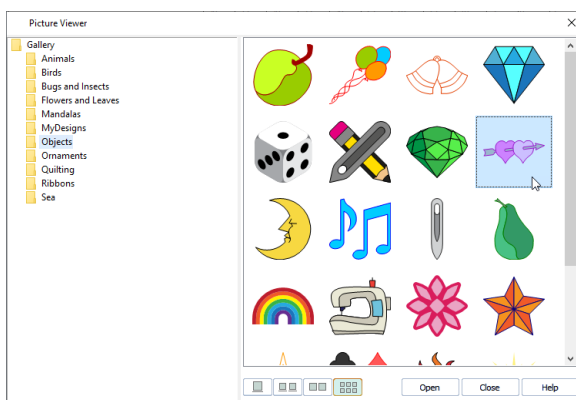 Picture Viewer
Gallery
Animals
Birds
Bugs and Insects
Flowers and Leaves
Mandalas
MyDesigns
Objects
Ornaments
Quilting
Ribbons
Sea
Open Close Help